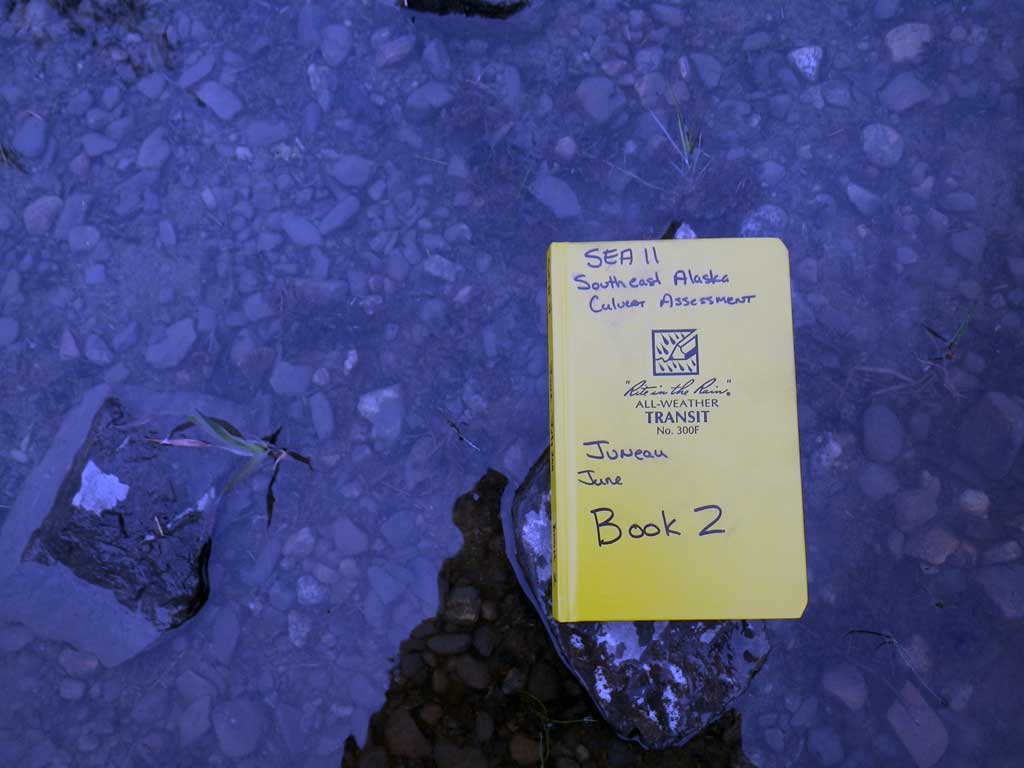 SEA 11
Southeast Alaska
Culvert Assessment
"Rite in the Rain"®
ALL-WEATHER
TRANSIT
No. 300F
Juneau
June
Book 2